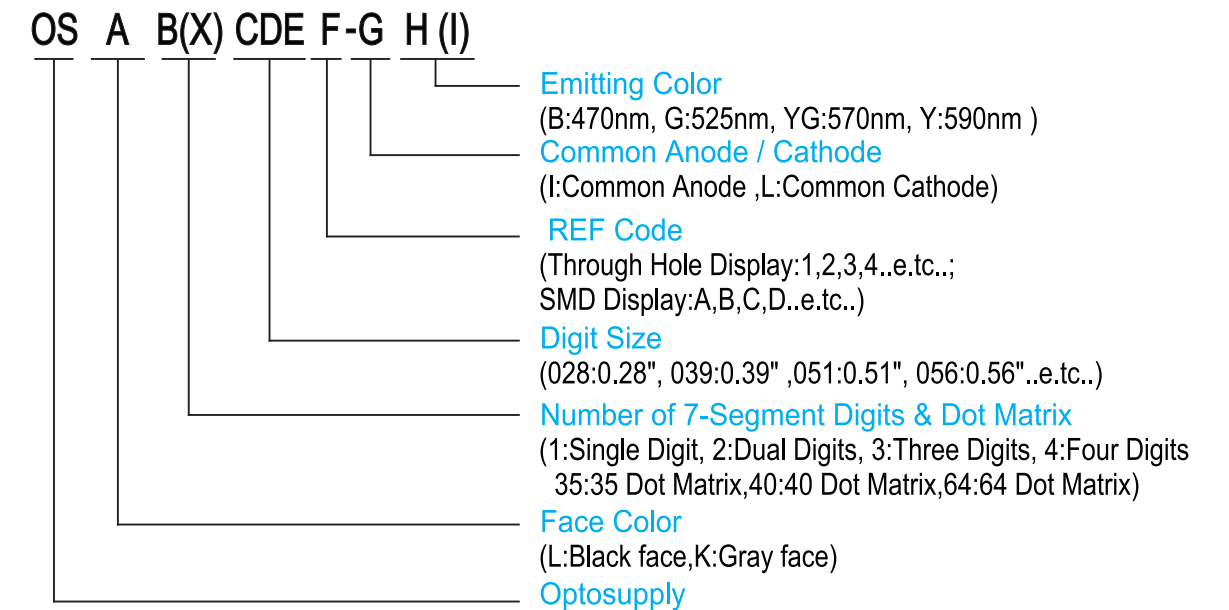 OS A B(X) CDE F-G H (I)
Emitting Color
(B:470nm, G:525nm, YG:570nm, Y:590nm )
Common Anode / Cathode
(I:Common Anode ,L:Common Cathode)
REF Code
(Through Hole Display:1,2,3,4..e.tc..;
SMD Display:A,B,C,D..e.tc..)
Digit Size
(028:0.28", 039:0.39" ,051:0.51", 056:0.56"..e.tc..)
Number of 7-Segment Digits & Dot Matrix
(1:Single Digit, 2:Dual Digits, 3:Three Digits, 4:Four Digits
35:35 Dot Matrix,40:40 Dot Matrix,64:64 Dot Matrix)
Face Color
(L:Black face,K:Gray face)
Optosupply